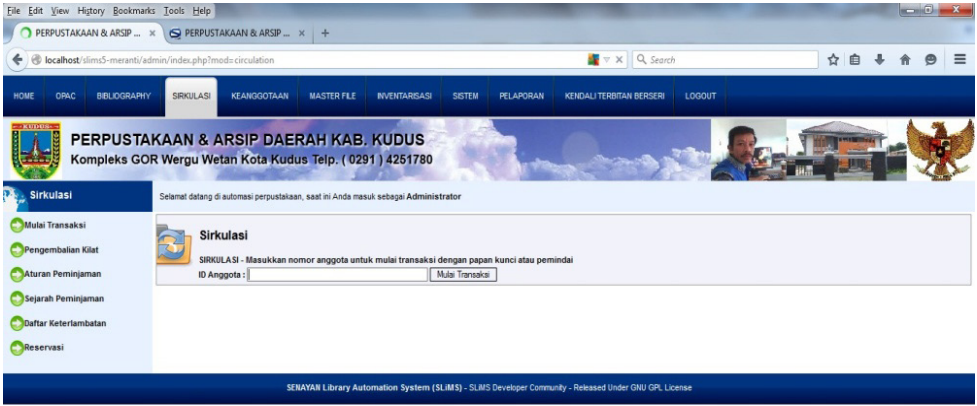 File Edit View History Bookmarks Tools Help
PERPUSTAKAAN & ARSIP ... × PERPUSTAKAAN & ARSIP ... × +
localhost/slims5-meranti/admin/index.php?mod=circulation Search
HOME OPAC BIBLIOGRAPHY SIRKULASI KEANGGOTAAN MASTER FILE INVENTARISASI SISTEM PELAPORAN KENDALI TERBITAN BERSERI LOGOUT
KUDUS
PERPUSTAKAAN & ARSIP DAERAH KAB. KUDUS
Kompleks GOR Wergu Wetan Kota Kudus Telp. ( 0291 ) 4251780
Sirkulasi
Selamat datang di automasi perpustakaan, saat ini Anda masuk sebagai Administrator
Mulai Transaksi
Pengembalian Kilat
Aturan Peminjaman
Sejarah Peminjaman
Daftar Keterlambatan
Reservasi
Sirkulasi
SIRKULASI - Masukkan nomor anggota untuk mulai transaksi dengan papan kunci atau pemindai
ID Anggota : Mulai Transaksi
SENAYAN Library Automation System (SLiMS) - SLiMS Developer Community - Released Under GNU GPL License